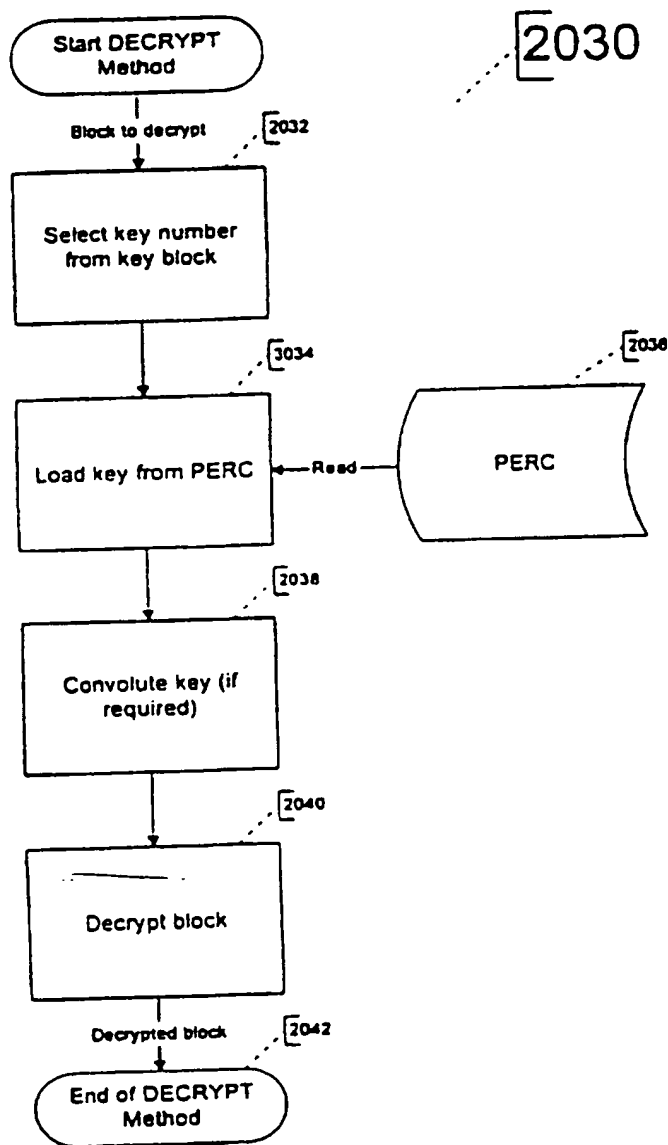 2030
Start DECRYPT
Method
Block to decrypt
2032
Select key number
from key block
3034
2036
Load key from PERC
Read
PERC
2038
Convolute key (if
required)
2040
Decrypt block
Decrypted block
2042
End of DECRYPT
Method